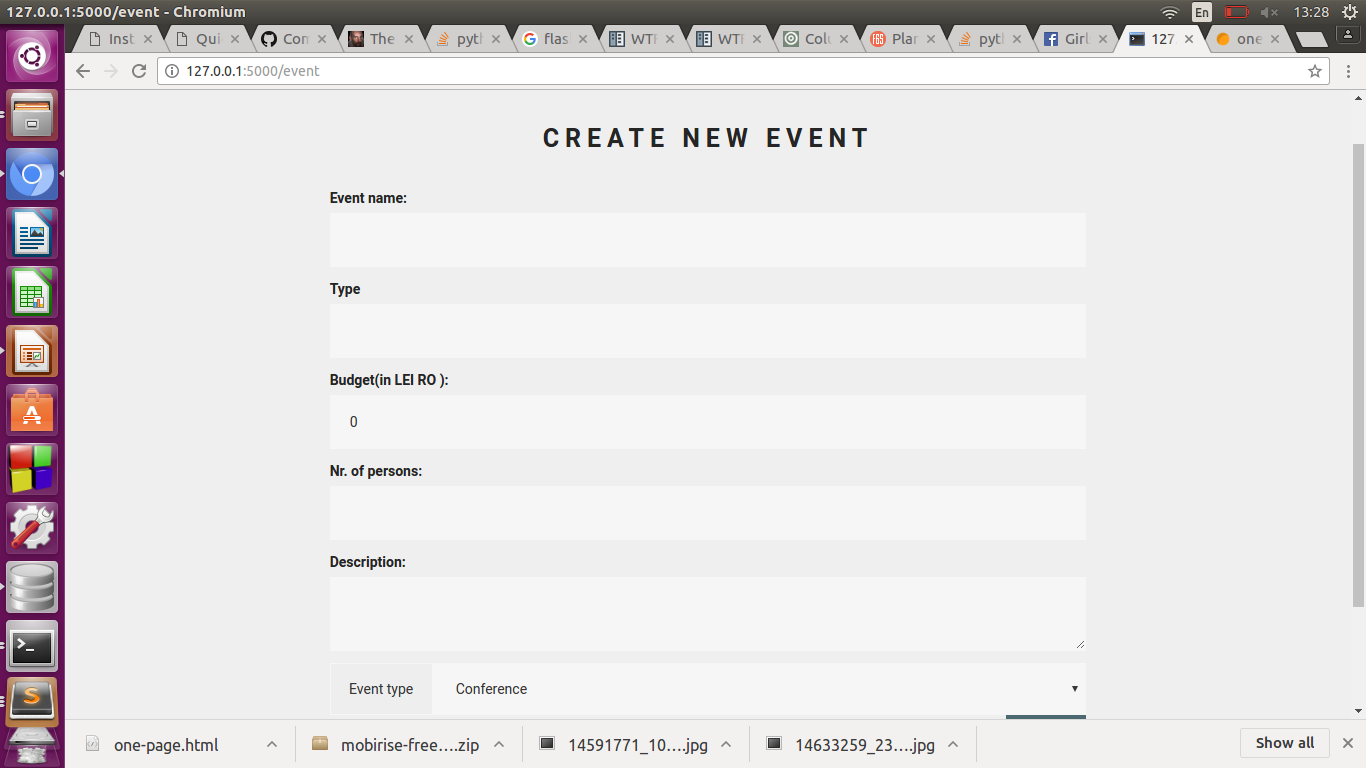 127.0.0.1:5000/event - Chromium
En
13:28
Inst
Qui
Con
The
pyth
flas
WTF
WTF
Colu
Plar
pyth
Girl
127.
one
127.0.0.1:5000/event
CREATE NEW EVENT
Event name:
Type
Budget(in LEI RO ):
0
Nr. of persons:
Description:
Event type
Conference
one-page.html
mobirise-free....zip
14591771_10....jpg
14633259_23....jpg
Show all